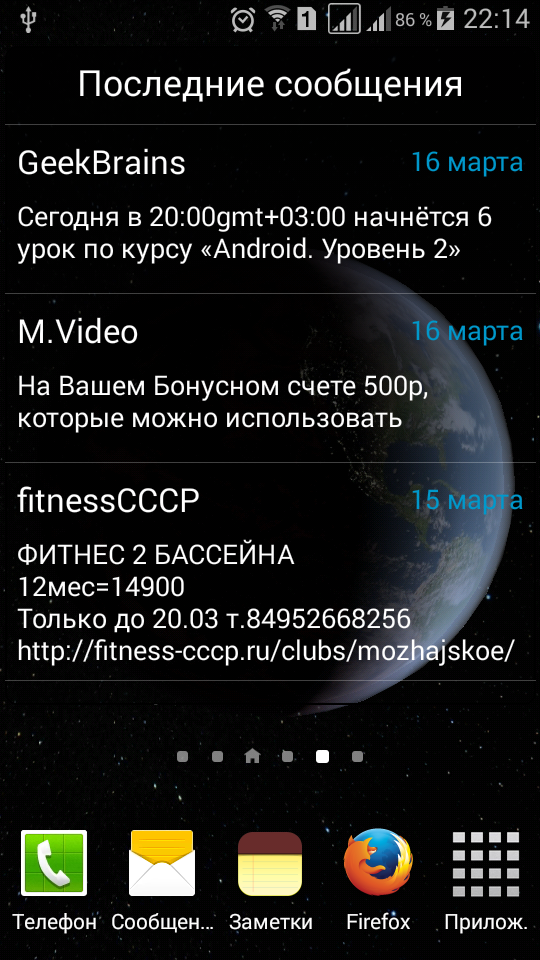 1 86 % 22:14
Последние сообщения
GeekBrains 16 марта
Сегодня в 20:00gmt+03:00 начнётся 6
урок по курсу «Android. Уровень 2»
M.Video 16 марта
На Вашем Бонусном счете 500р,
которые можно использовать
fitnessCCCP 15 марта
ФИТНЕС 2 БАССЕЙНА
12мес=14900
Только до 20.03 т.84952668256
http://fitness-cccp.ru/clubs/mozhajskoe/
Телефон Сообщен... Заметки Firefox Прилож.